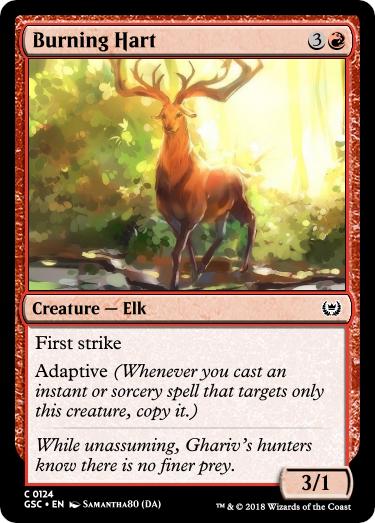 Burning Hart 3
Creature — Elk
First strike
Adaptive (Whenever you cast an
instant or sorcery spell that targets only
this creature, copy it.)
While unassuming, Ghariv's hunters
know there is no finer prey.
3/1
C 0124
GSC • EN Samantha80 (DA)
™ & © 2018 Wizards of the Coast